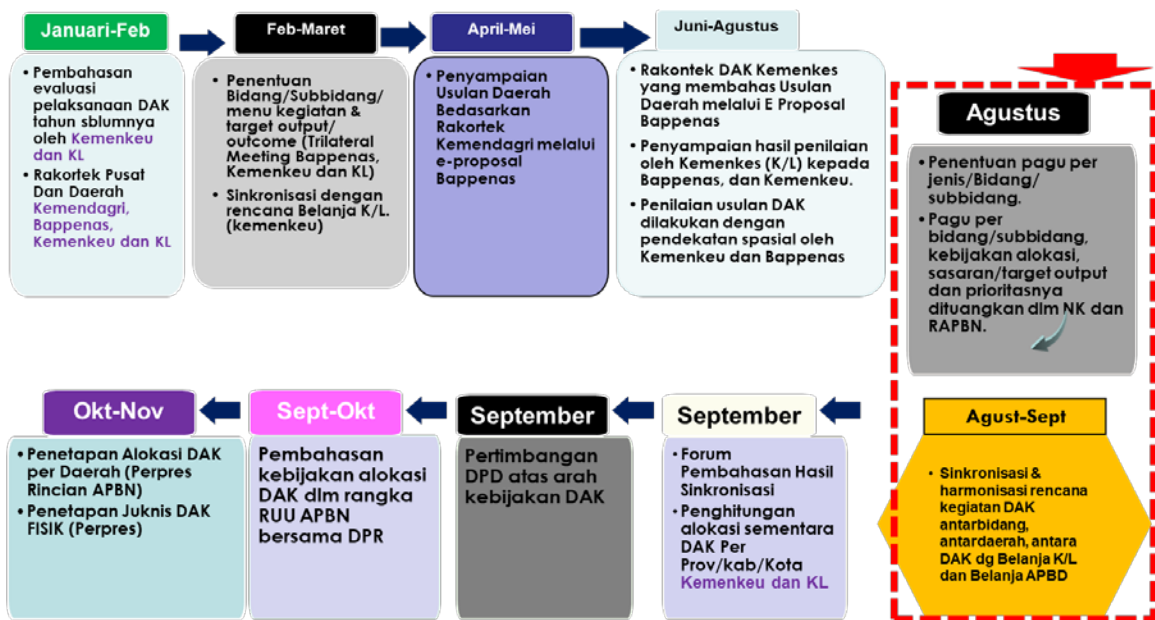 Januari-Feb
• Pembahasan
evaluasi
pelaksanaan DAK
tahun sblumnya
oleh Kemenkeu
dan KL
• Rakortek Pusat
Dan Daerah
Kemendagri,
Bappenas,
Kemenkeu dan KL
Feb-Maret
• Penentuan
Bidang/Subbidang/
menu kegiatan &
target output/
outcome (Trilateral
Meeting Bappenas,
Kemenkeu dan KL)
• Sinkronisasi dengan
rencana Belanja K/L.
(kemenkeu)
April-Mei
• Penyampaian
Usulan Daerah
Bedasarkan
Rakortek
Kemendagri melalui
e-proposal
Bappenas
Juni-Agustus
• Rakontek DAK Kemenkes
yang membahas Usulan
Daerah melalui E Proposal
Bappenas
• Penyampaian hasil penilaian
oleh Kemenkes (K/L) kepada
Bappenas, dan Kemenkeu.
• Penilaian usulan DAK
dilakukan dengan
pendekatan spasial oleh
Kemenkeu dan Bappenas
Agustus
• Penentuan pagu per
jenis/Bidang/
subbidang.
• Pagu per
bidang/subbidang,
kebijakan alokasi,
sasaran/target output
dan prioritasnya
dituangkan dlm NK dan
RAPBN.
Agust-Sept
• Sinkronisasi &
harmonisasi rencana
kegiatan DAK
antarbidang,
antardaerah, antara
DAK dg Belanja K/L
dan Belanja APBD
September
• Forum
Pembahasan Hasil
Sinkronisasi
• Penghitungan
alokasi sementara
DAK Per
Prov/kab/Kota
Kemenkeu dan KL
September
Pertimbangan
DPD atas arah
kebijakan DAK
Sept-Okt
Pembahasan
kebijakan alokasi
DAK dlm rangka
RUU APBN
bersama DPR
Okt-Nov
• Penetapan Alokasi DAK
per Daerah (Perpres
Rincian APBN)
• Penetapan Juknis DAK
FISIK (Perpres)